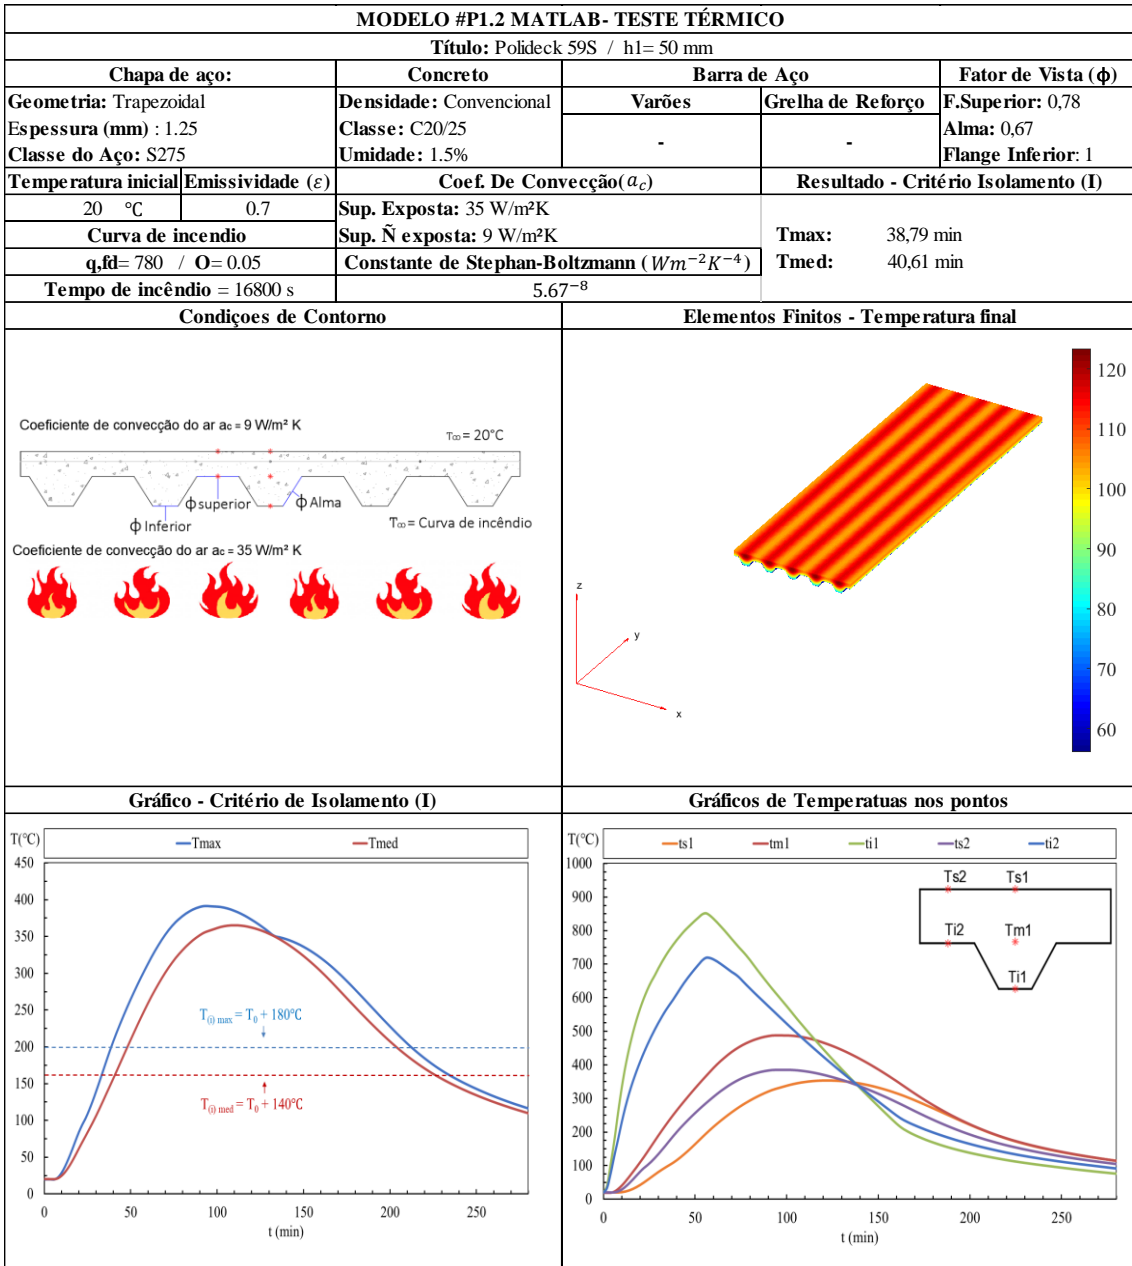 MODELO #P1.2 MATLAB- TESTE TÉRMICO
Título: Polideck 59S / h1= 50 mm
Chapa de aço:
Concreto
Barra de Aço
Fator de Vista (ϕ)
Geometria: Trapezoidal
Espessura (mm) : 1.25
Classe do Aço: S275
Densidade: Convencional
Classe: C20/25
Umidade: 1.5%
Varões
Grelha de Reforço
-
-
F.Superior: 0,78
Alma: 0,67
Flange Inferior: 1
Temperatura inicial
Emissividade (ε)
Coef. De Convecção(a_c)
Resultado - Critério Isolamento (I)
20 °C
0.7
Sup. Exposta: 35 W/m²K
Sup. Ñ exposta: 9 W/m²K
Curva de incendio
q,fd= 780 / O= 0.05
Constante de Stephan-Boltzmann (Wm⁻²K⁻⁴)
Tempo de incêndio = 16800 s
5.67⁻⁸
Tmax: 38,79 min
Tmed: 40,61 min
Condiçoes de Contorno
Elementos Finitos - Temperatura final
Coeficiente de convecção do ar ac = 9 W/m² K
T∞ = 20°C
ϕ superior
ϕ Alma
ϕ Inferior
T∞ = Curva de incêndio
Coeficiente de convecção do ar ac = 35 W/m² K
120
110
100
90
80
70
60
z
y
x
Gráfico - Critério de Isolamento (I)
Gráficos de Temperatuas nos pontos
T(°C)
Tmax
Tmed
450
400
350
300
250
200
150
100
50
0
T(i) max = T0 + 180°C
T(i) med = T0 + 140°C
0 50 100 150 200 250
t (min)
T(°C)
ts1
tm1
ti1
ts2
ti2
1000
900
800
700
600
500
400
300
200
100
0
Ts2
Ts1
Ti2
Tm1
Ti1
0 50 100 150 200 250
t (min)